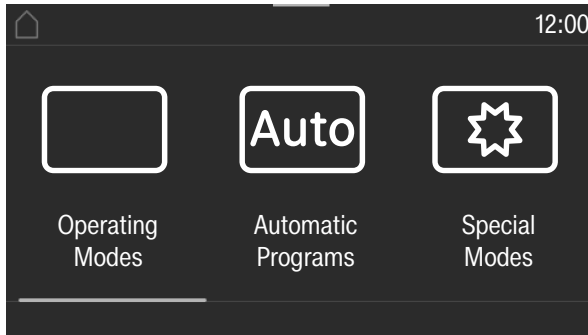 12:00
Auto
Operating
Modes
Automatic
Programs
Special
Modes